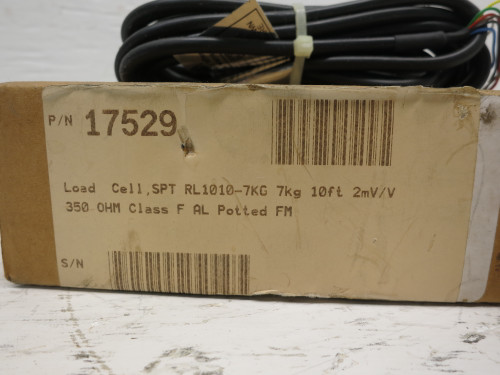 P/N 17529
Load Cell,SPT RL1010-7KG 7kg 10ft 2mV/V
350 OHM Class F AL Potted FM
S/N